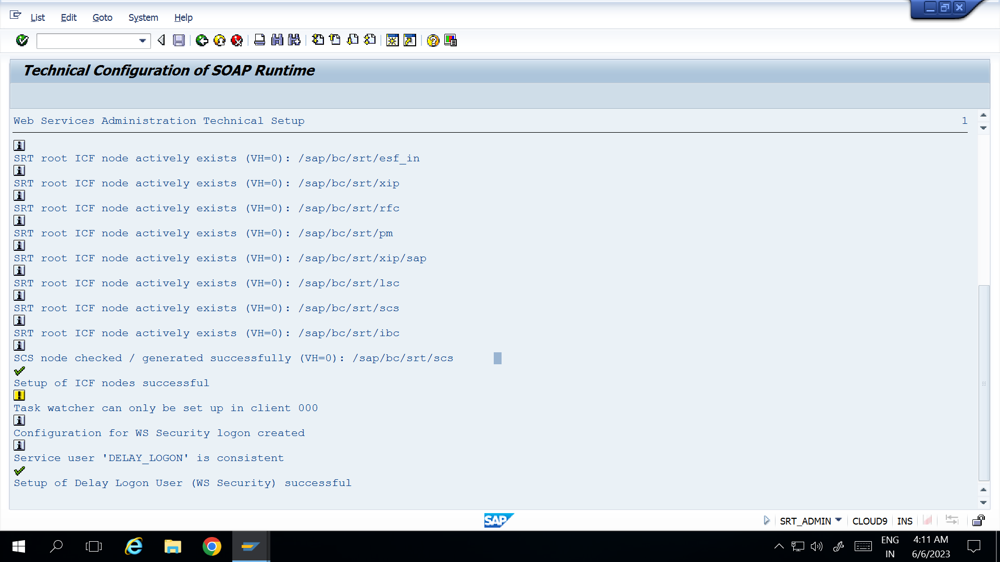 List Edit Goto System Help
Technical Configuration of SOAP Runtime
Web Services Administration Technical Setup 1
SRT root ICF node actively exists (VH=0): /sap/bc/srt/esf_in
SRT root ICF node actively exists (VH=0): /sap/bc/srt/xip
SRT root ICF node actively exists (VH=0): /sap/bc/srt/rfc
SRT root ICF node actively exists (VH=0): /sap/bc/srt/pm
SRT root ICF node actively exists (VH=0): /sap/bc/srt/xip/sap
SRT root ICF node actively exists (VH=0): /sap/bc/srt/lsc
SRT root ICF node actively exists (VH=0): /sap/bc/srt/scs
SRT root ICF node actively exists (VH=0): /sap/bc/srt/ibc
SCS node checked / generated successfully (VH=0): /sap/bc/srt/scs
Setup of ICF nodes successful
Task watcher can only be set up in client 000
Configuration for WS Security logon created
Service user 'DELAY_LOGON' is consistent
Setup of Delay Logon User (WS Security) successful
SAP
SRT_ADMIN CLOUD9 INS
ENG 4:11 AM
IN 6/6/2023